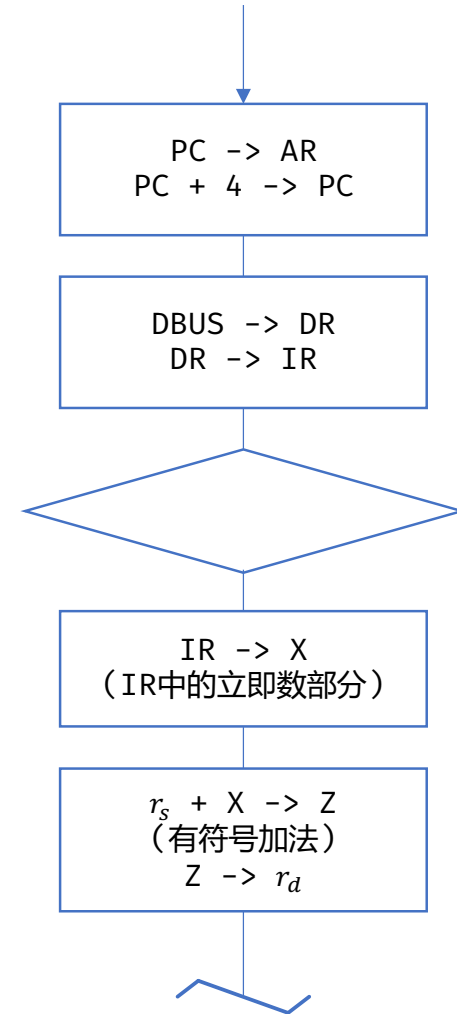 PC -> AR
PC + 4 -> PC
DBUS -> DR
DR -> IR
IR -> X
(IR中的立即数部分)
rₛ + X -> Z
(有符号加法)
Z -> r_d